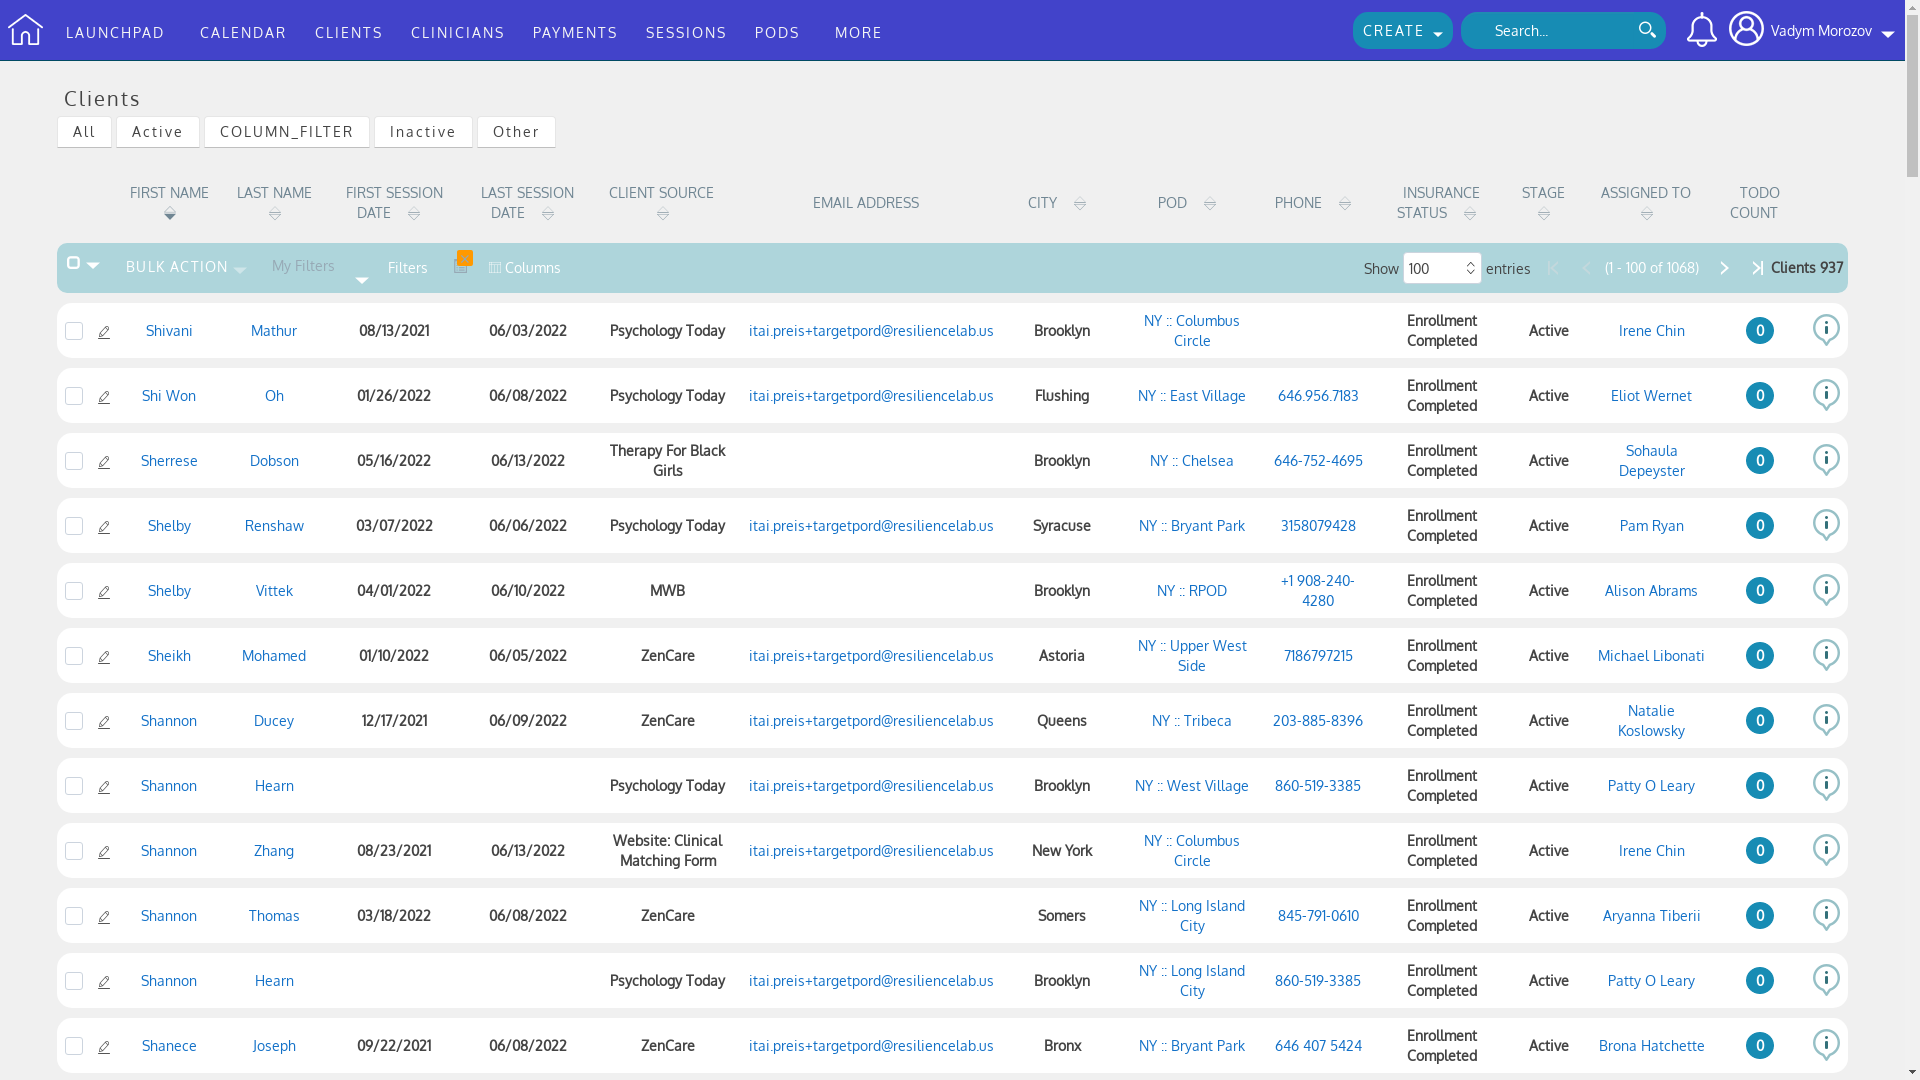 LAUNCHPAD CALENDAR CLIENTS CLINICIANS PAYMENTS SESSIONS PODS MORE CREATE Search... Vadym Morozov
Clients
All Active COLUMN_FILTER Inactive Other
FIRST NAME LAST NAME FIRST SESSION DATE LAST SESSION DATE CLIENT SOURCE EMAIL ADDRESS CITY POD PHONE INSURANCE STATUS STAGE ASSIGNED TO TODO COUNT
BULK ACTION My Filters Filters Columns Show 100 entries (1 - 100 of 1068) Clients 937
Shivani Mathur 08/13/2021 06/03/2022 Psychology Today itai.preis+targetpord@resiliencelab.us Brooklyn NY :: Columbus Circle Enrollment Completed Active Irene Chin 0
Shi Won Oh 01/26/2022 06/08/2022 Psychology Today itai.preis+targetpord@resiliencelab.us Flushing NY :: East Village 646.956.7183 Enrollment Completed Active Eliot Wernet 0
Sherrese Dobson 05/16/2022 06/13/2022 Therapy For Black Girls Brooklyn NY :: Chelsea 646-752-4695 Enrollment Completed Active Sohaula Depeyster 0
Shelby Renshaw 03/07/2022 06/06/2022 Psychology Today itai.preis+targetpord@resiliencelab.us Syracuse NY :: Bryant Park 3158079428 Enrollment Completed Active Pam Ryan 0
Shelby Vittek 04/01/2022 06/10/2022 MWB Brooklyn NY :: RPOD +1 908-240-4280 Enrollment Completed Active Alison Abrams 0
Sheikh Mohamed 01/10/2022 06/05/2022 ZenCare itai.preis+targetpord@resiliencelab.us Astoria NY :: Upper West Side 7186797215 Enrollment Completed Active Michael Libonati 0
Shannon Ducey 12/17/2021 06/09/2022 ZenCare itai.preis+targetpord@resiliencelab.us Queens NY :: Tribeca 203-885-8396 Enrollment Completed Active Natalie Koslowsky 0
Shannon Hearn Psychology Today itai.preis+targetpord@resiliencelab.us Brooklyn NY :: West Village 860-519-3385 Enrollment Completed Active Patty O Leary 0
Shannon Zhang 08/23/2021 06/13/2022 Website: Clinical Matching Form itai.preis+targetpord@resiliencelab.us New York NY :: Columbus Circle Enrollment Completed Active Irene Chin 0
Shannon Thomas 03/18/2022 06/08/2022 ZenCare Somers NY :: Long Island City 845-791-0610 Enrollment Completed Active Aryanna Tiberii 0
Shannon Hearn Psychology Today itai.preis+targetpord@resiliencelab.us Brooklyn NY :: Long Island City 860-519-3385 Enrollment Completed Active Patty O Leary 0
Shanece Joseph 09/22/2021 06/08/2022 ZenCare itai.preis+targetpord@resiliencelab.us Bronx NY :: Bryant Park 646 407 5424 Enrollment Completed Active Brona Hatchette 0